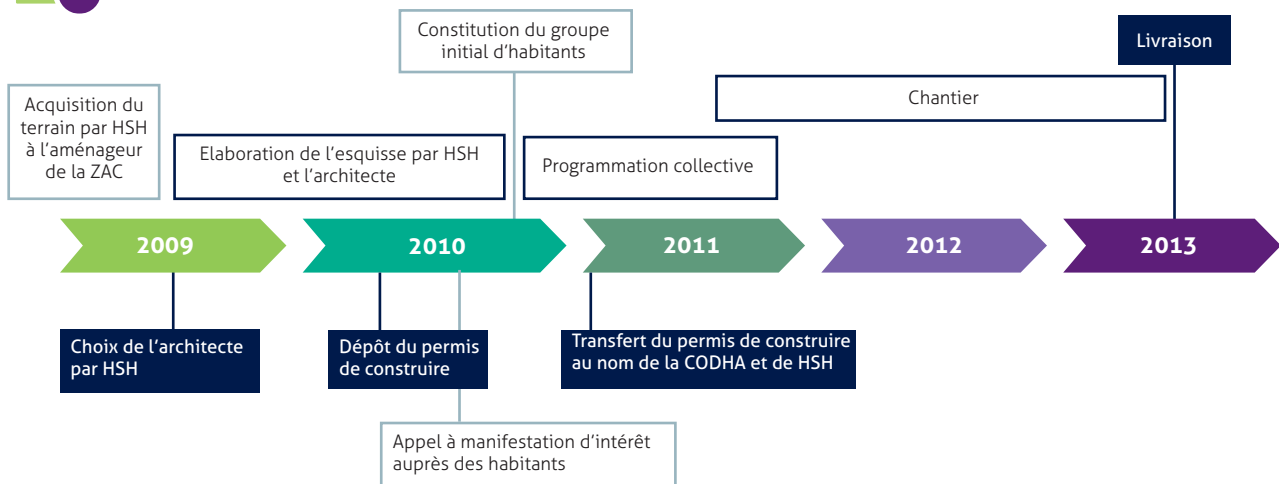 Constitution du groupe
initial d'habitants
Livraison
Acquisition du
terrain par HSH
à l'aménageur
de la ZAC
Chantier
Elaboration de l'esquisse par HSH
et l'architecte
Programmation collective
2009
2010
2011
2012
2013
Choix de l'architecte
par HSH
Dépôt du permis
de construire
Transfert du permis de construire
au nom de la CODHA et de HSH
Appel à manifestation d'intérêt
auprès des habitants